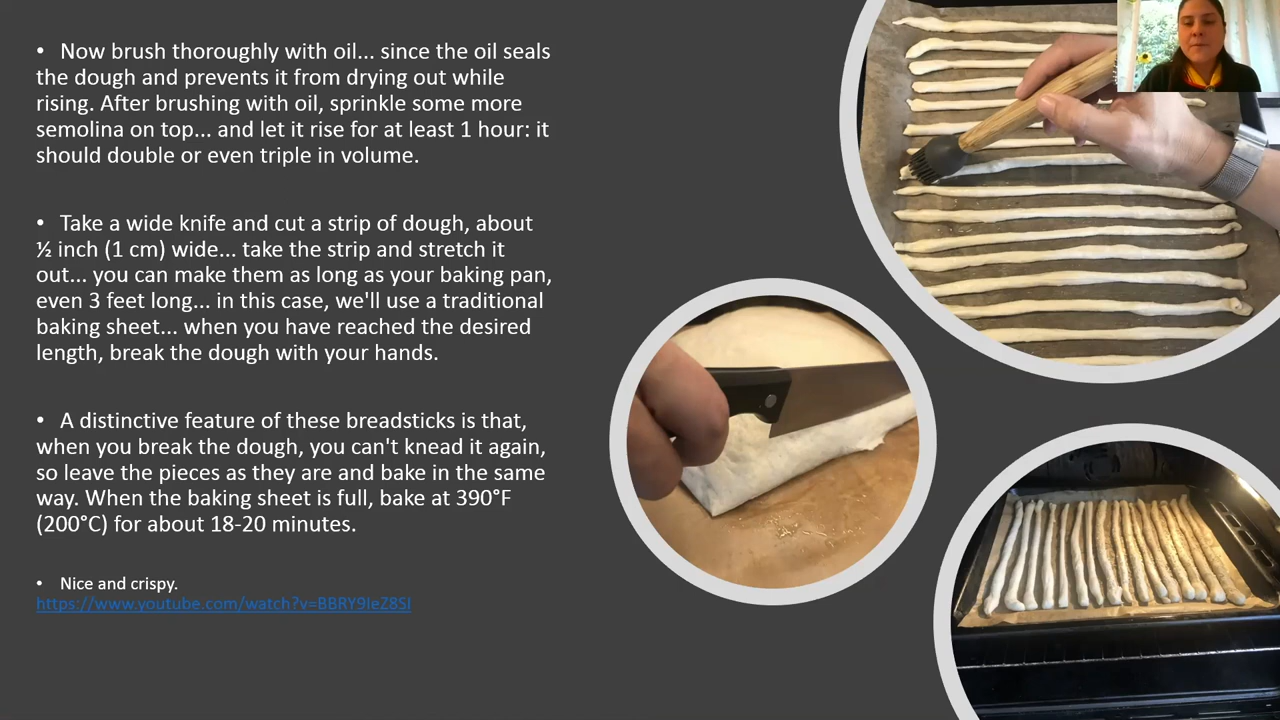 • Now brush thoroughly with oil... since the oil seals
the dough and prevents it from drying out while
rising. After brushing with oil, sprinkle some more
semolina on top... and let it rise for at least 1 hour: it
should double or even triple in volume.
• Take a wide knife and cut a strip of dough, about
½ inch (1 cm) wide... take the strip and stretch it
out... you can make them as long as your baking pan,
even 3 feet long... in this case, we'll use a traditional
baking sheet... when you have reached the desired
length, break the dough with your hands.
• A distinctive feature of these breadsticks is that,
when you break the dough, you can't knead it again,
so leave the pieces as they are and bake in the same
way. When the baking sheet is full, bake at 390°F
(200°C) for about 18-20 minutes.
• Nice and crispy.
https://www.youtube.com/watch?v=BBRY9IeZ8SI